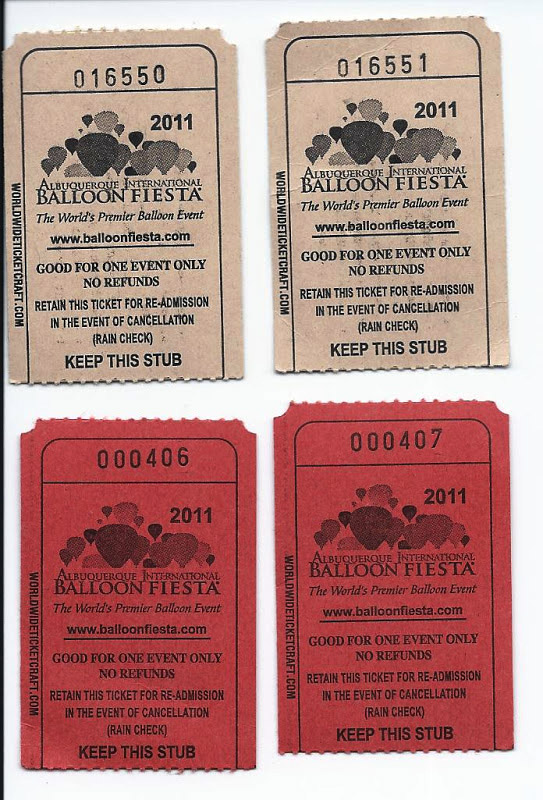 016550
2011
ALBUQUERQUE INTERNATIONAL
BALLOON FIESTA®
The World's Premier Balloon Event
www.balloonfiesta.com
GOOD FOR ONE EVENT ONLY
NO REFUNDS
RETAIN THIS TICKET FOR RE-ADMISSION
IN THE EVENT OF CANCELLATION
(RAIN CHECK)
KEEP THIS STUB
WORLDWIDETICKETCRAFT.COM
016551
2011
ALBUQUERQUE INTERNATIONAL
BALLOON FIESTA®
The World's Premier Balloon Event
www.balloonfiesta.com
GOOD FOR ONE EVENT ONLY
NO REFUNDS
RETAIN THIS TICKET FOR RE-ADMISSION
IN THE EVENT OF CANCELLATION
(RAIN CHECK)
KEEP THIS STUB
WORLDWIDETICKETCRAFT.COM
000406
2011
ALBUQUERQUE INTERNATIONAL
BALLOON FIESTA®
The World's Premier Balloon Event
www.balloonfiesta.com
GOOD FOR ONE EVENT ONLY
NO REFUNDS
RETAIN THIS TICKET FOR RE-ADMISSION
IN THE EVENT OF CANCELLATION
(RAIN CHECK)
KEEP THIS STUB
WORLDWIDETICKETCRAFT.COM
000407
2011
ALBUQUERQUE INTERNATIONAL
BALLOON FIESTA®
The World's Premier Balloon Event
www.balloonfiesta.com
GOOD FOR ONE EVENT ONLY
NO REFUNDS
RETAIN THIS TICKET FOR RE-ADMISSION
IN THE EVENT OF CANCELLATION
(RAIN CHECK)
KEEP THIS STUB
WORLDWIDETICKETCRAFT.COM